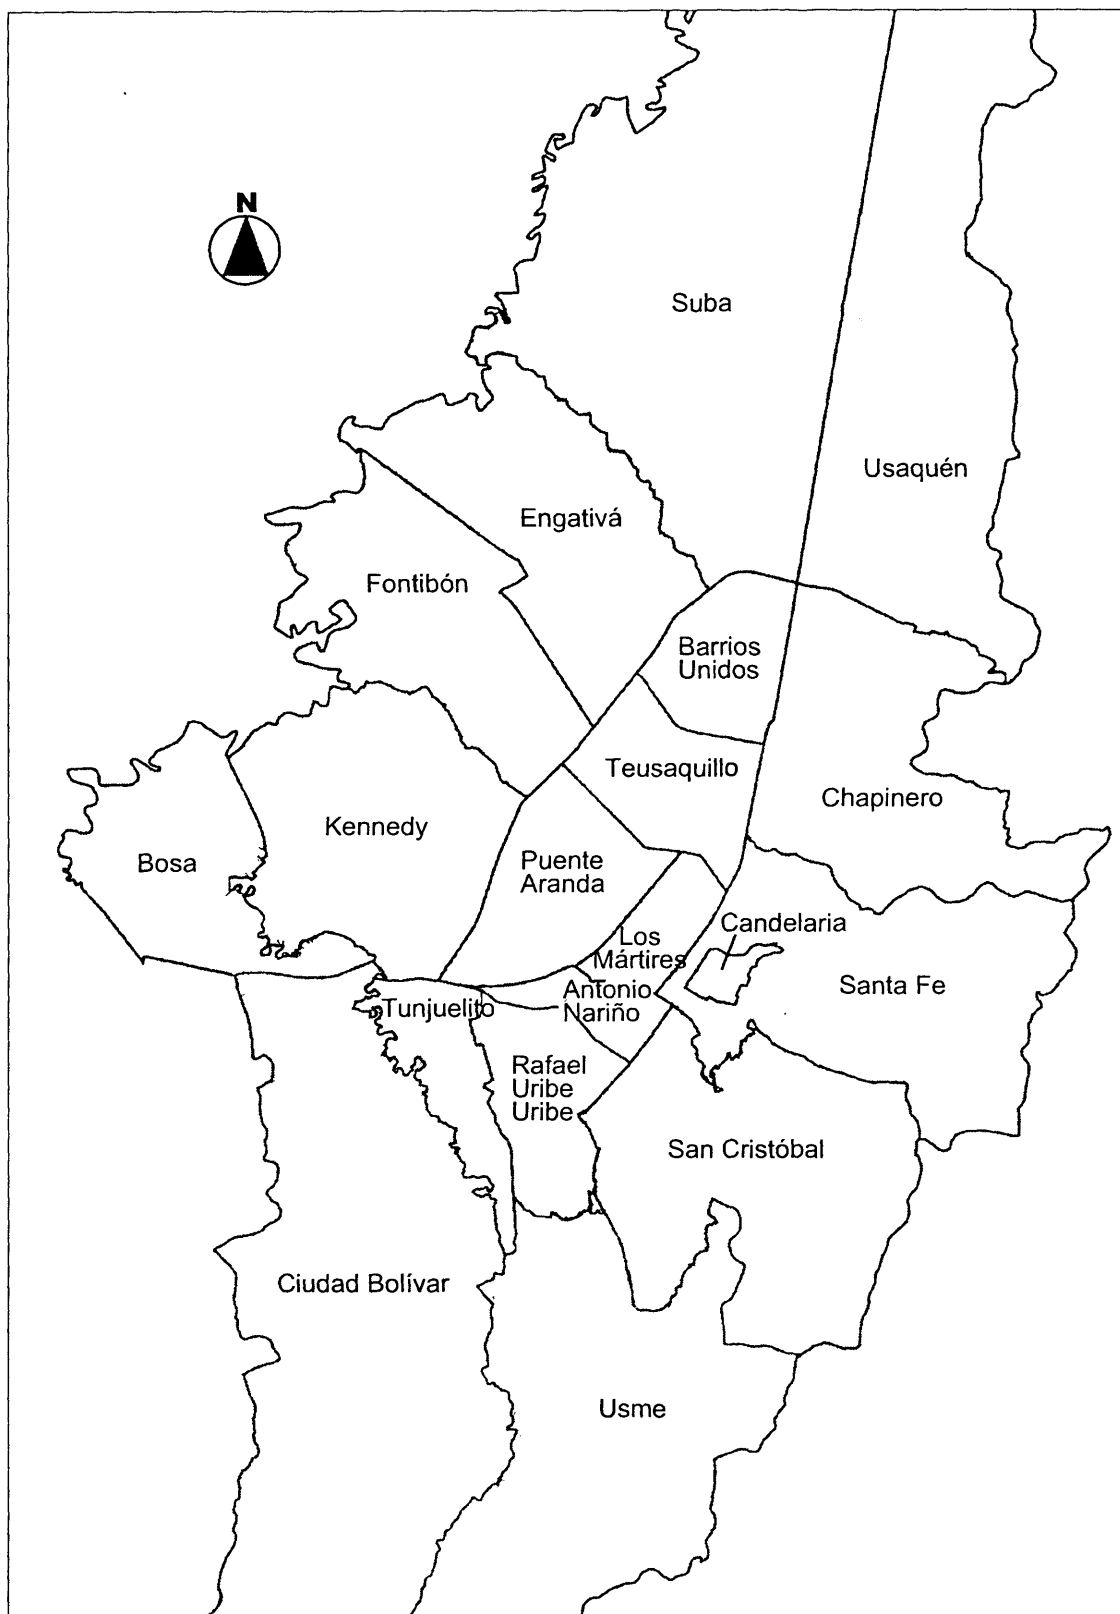 N
Suba
Usaquén
Engativá
Fontibón
Barrios
Unidos
Teusaquillo
Chapinero
Kennedy
Bosa
Puente
Aranda
Candelaria
Los
Mártires
Santa Fe
Antonio
Nariño
Tunjuelito
Rafael
Uribe
Uribe
San Cristóbal
Ciudad Bolívar
Usme